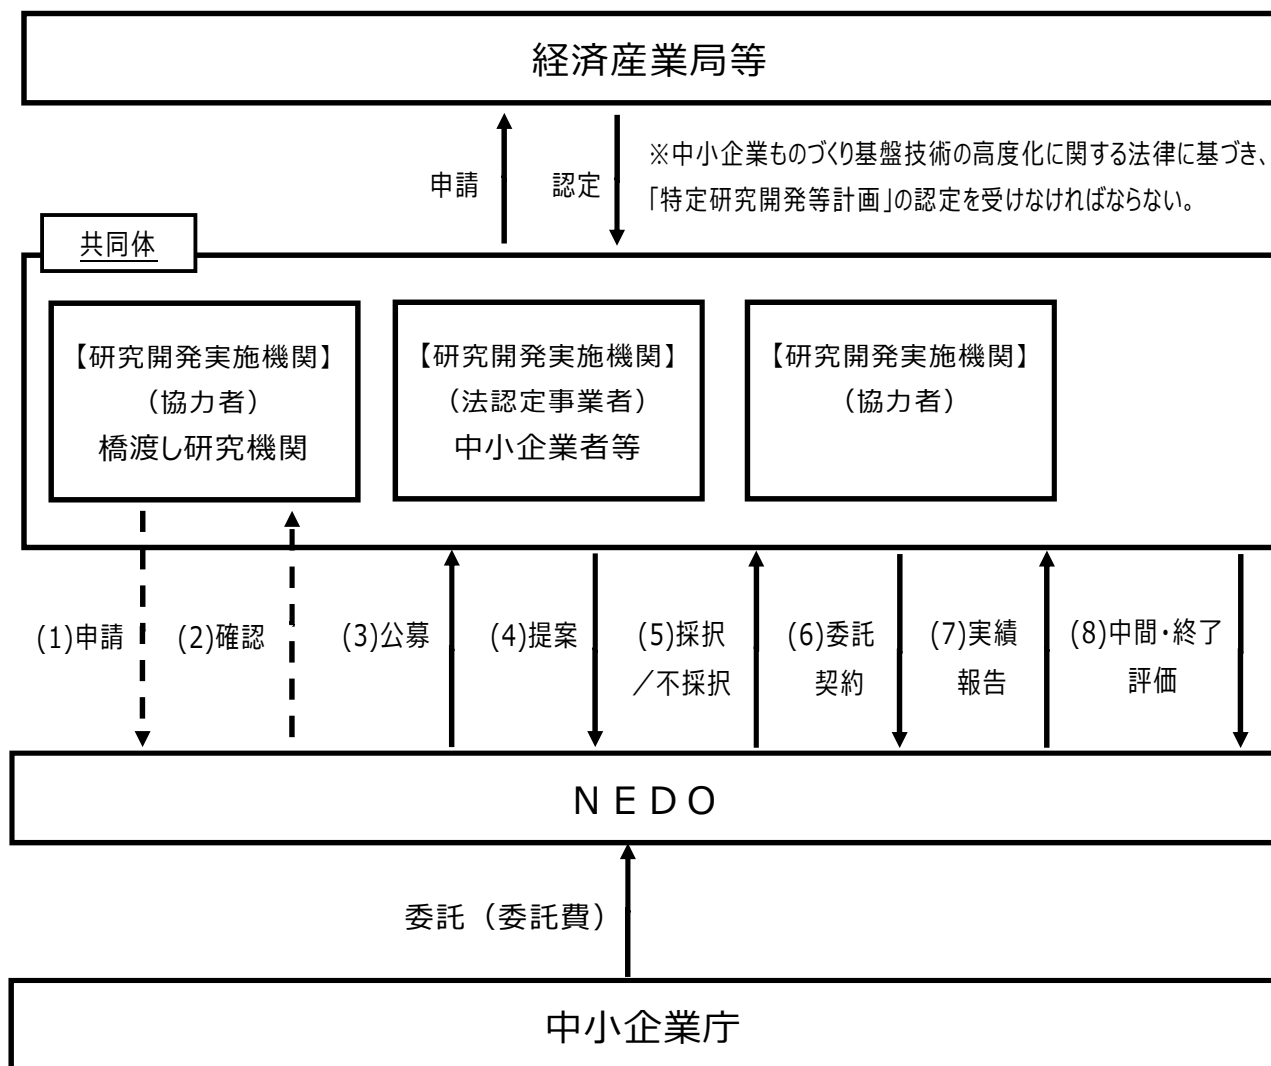 経済産業局等
申請
認定
※中小企業ものづくり基盤技術の高度化に関する法律に基づき、
「特定研究開発等計画」の認定を受けなければならない。
共同体
【研究開発実施機関】
（協力者）
橋渡し研究機関
【研究開発実施機関】
（法認定事業者）
中小企業者等
【研究開発実施機関】
（協力者）
(1)申請
(2)確認
(3)公募
(4)提案
(5)採択
／不採択
(6)委託
契約
(7)実績
報告
(8)中間・終了
評価
ＮＥＤＯ
委託（委託費）
中小企業庁